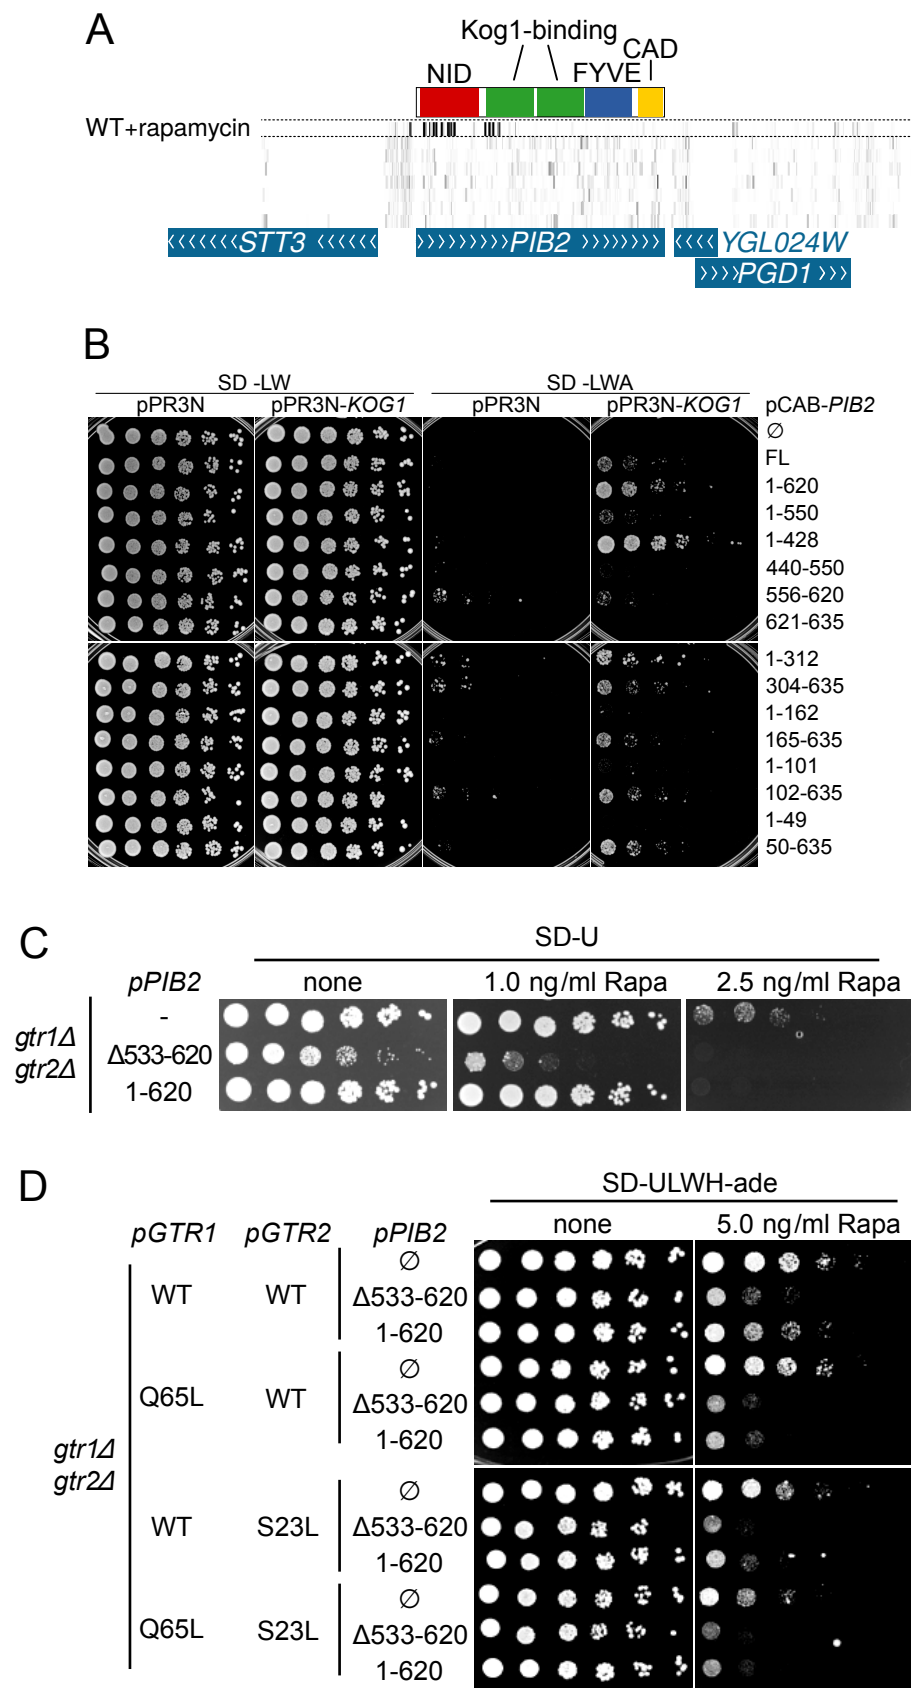 A
Kog1-binding
CAD
NID
FYVE
WT+rapamycin
<<<<<<<STT3 <<<<<<
>>>>>>>>>PIB2 >>>>>>>>
<<<< YGL024W
>>>>PGD1 >>>
B
SD -LW SD -LWA
pPR3N pPR3N-KOG1 pPR3N pPR3N-KOG1 pCAB-PIB2
∅
FL
1-620
1-550
1-428
440-550
556-620
621-635
1-312
304-635
1-162
165-635
1-101
102-635
1-49
50-635
C
SD-U
pPIB2 none 1.0 ng/ml Rapa 2.5 ng/ml Rapa
gtr1Δ
gtr2Δ
-
Δ533-620
1-620
D
SD-ULWH-ade
pGTR1 pGTR2 pPIB2 none 5.0 ng/ml Rapa
gtr1Δ
gtr2Δ
∅
WT WT Δ533-620
1-620
∅
Q65L WT Δ533-620
1-620
∅
WT S23L Δ533-620
1-620
∅
Q65L S23L Δ533-620
1-620